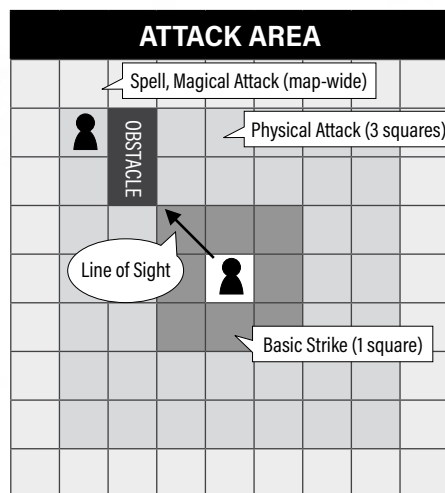 ATTACK AREA
Spell, Magical Attack (map-wide)
OBSTACLE
Physical Attack (3 squares)
Line of Sight
Basic Strike (1 square)